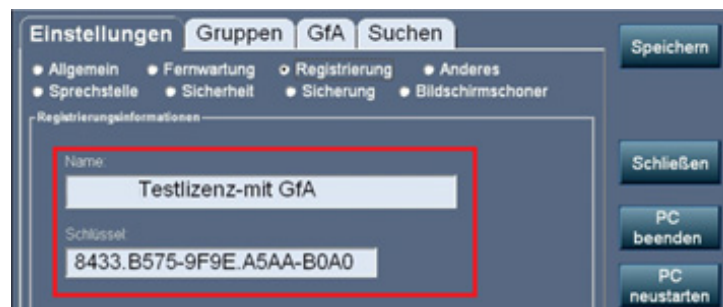 Einstellungen Gruppen GfA Suchen
Speichern
Allgemein Fernwartung Registrierung Anderes
Sprechstelle Sicherheit Sicherung Bildschirmschoner
Registrierungsinformationen
Name:
Testlizenz-mit GfA
Schlüssel:
8433.B575-9F9E.A5AA-B0A0
Schließen
PC
beenden
PC
neustarten